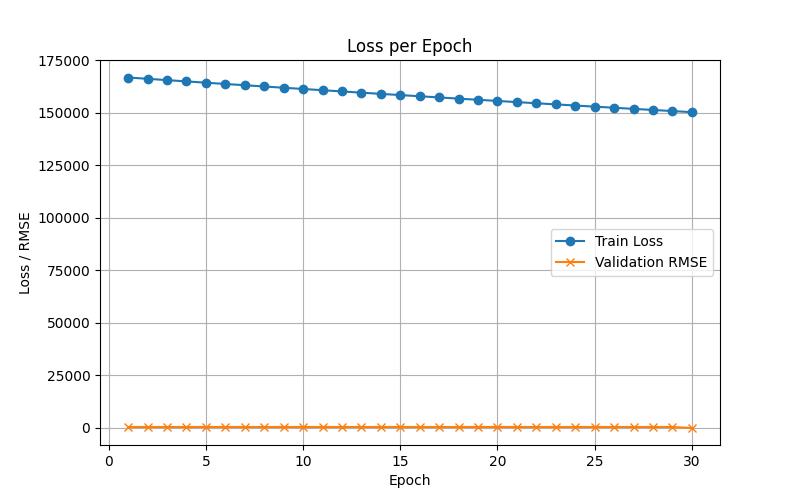 Loss per Epoch
175000
150000
125000
100000
75000
50000
25000
0
Loss / RMSE
Train Loss
Validation RMSE
0 5 10 15 20 25 30
Epoch